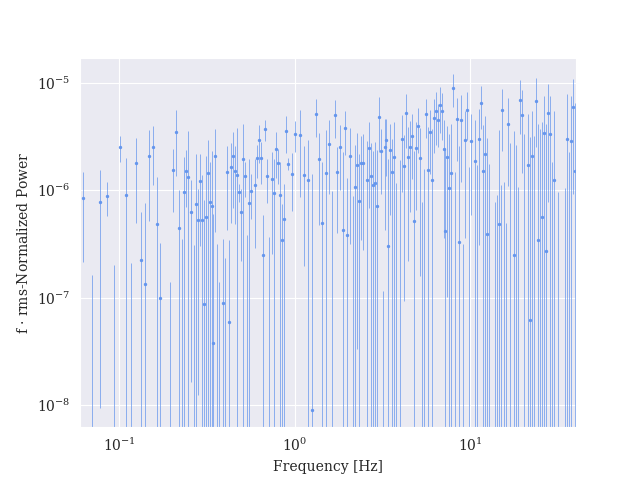 f · rms-Normalized Power
10⁻⁵
10⁻⁶
10⁻⁷
10⁻⁸
10⁻¹ 10⁰ 10¹
Frequency [Hz]